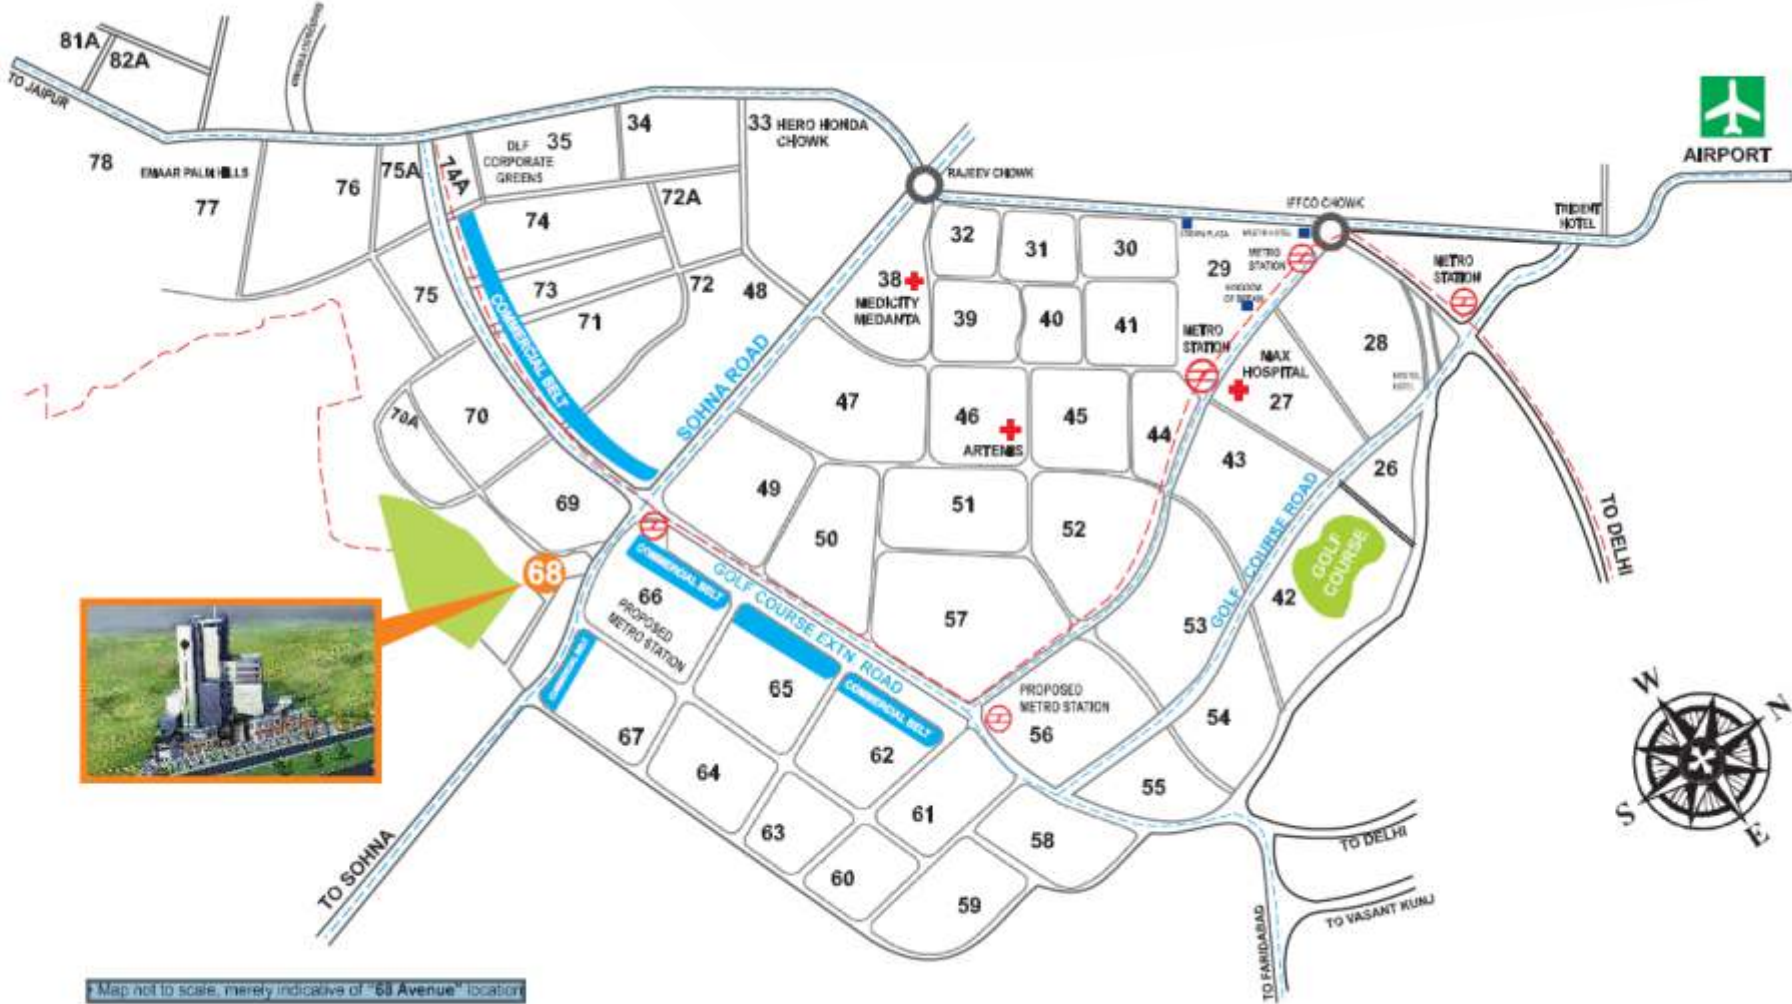 81A
82A
TO JAIPUR
78
EMAAR PALM HILLS
77
76
75A
74A
DLF
CORPORATE
GREENS
35
34
33
HERO HONDA
CHOWK
RAJEEV CHOWK
IFFCO CHOWK
TRIDENT
HOTEL
AIRPORT
74
72A
73
72
71
48
75
COMMERCIAL BELT
70A
70
69
SOHNA ROAD
38
MEDICITY
MEDANTA
32
31
30
29
METRO
STATION
METRO
STATION
39
40
41
METRO
STATION
MAX
HOSPITAL
27
28
47
46
ARTEMIS
45
44
43
26
49
50
51
52
GOLF COURSE ROAD
GOLF
COURSE
42
53
TO DELHI
68
COMMERCIAL BELT
66
PROPOSED
METRO STATION
GOLF COURSE EXTN ROAD
57
COMMERCIAL BELT
65
COMMERCIAL BELT
PROPOSED
METRO STATION
56
54
55
67
64
62
61
63
60
58
59
TO SOHNA
TO DELHI
TO VASANT KUNJ
TO FARIDABAD
W
N
S
E
Map not to scale, merely indicative of "68 Avenue" location